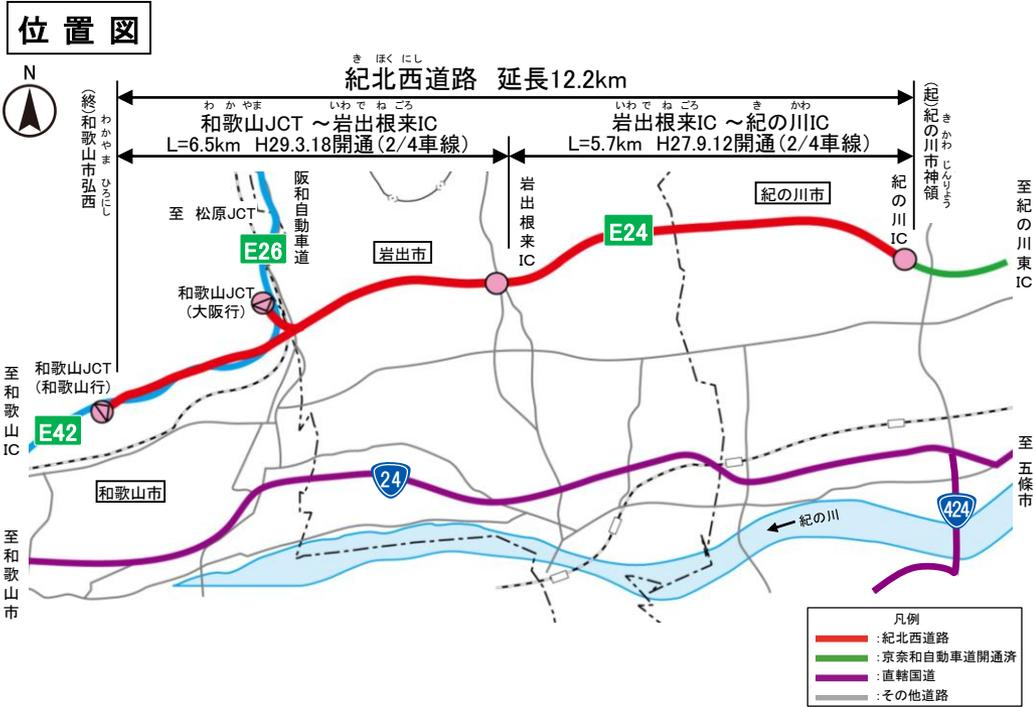 位置図
N
き ほく にし
紀北西道路 延長12.2km
わ か やま いわ で ね ごろ
和歌山JCT ～岩出根来IC
L=6.5km H29.3.18開通（2/4車線）
いわ で ね ごろ き かわ
岩出根来IC ～紀の川IC
L=5.7km H27.9.12開通（2/4車線）
（終）和歌山市弘西
わかやま ひろにし
（起）紀の川市神領
き かわ じんりょう
至 松原JCT
阪和自動車道
E26
岩出市
岩出根来IC
E24
紀の川市
紀の川IC
至紀の川東IC
和歌山JCT
（大阪行）
和歌山JCT
（和歌山行）
至和歌山IC
E42
和歌山市
24
424
紀の川
至 五條市
至和歌山市
凡例
：紀北西道路
：京奈和自動車道開通済
：直轄国道
：その他道路